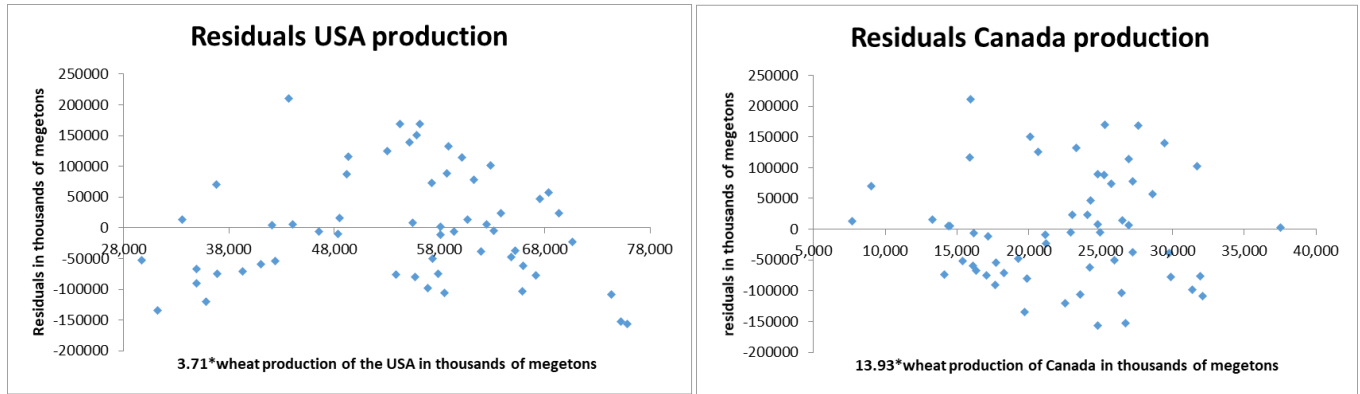 Residuals USA production
Residuals in thousands of megetons
250000
200000
150000
100000
50000
0
-50000
-100000
-150000
-200000
28,000 38,000 48,000 58,000 68,000 78,000
3.71*wheat production of the USA in thousands of megetons
Residuals Canada production
residuals in thousands of megetons
250000
200000
150000
100000
50000
0
-50000
-100000
-150000
-200000
5,000 10,000 15,000 20,000 25,000 30,000 35,000 40,000
13.93*wheat production of Canada in thousands of megetons